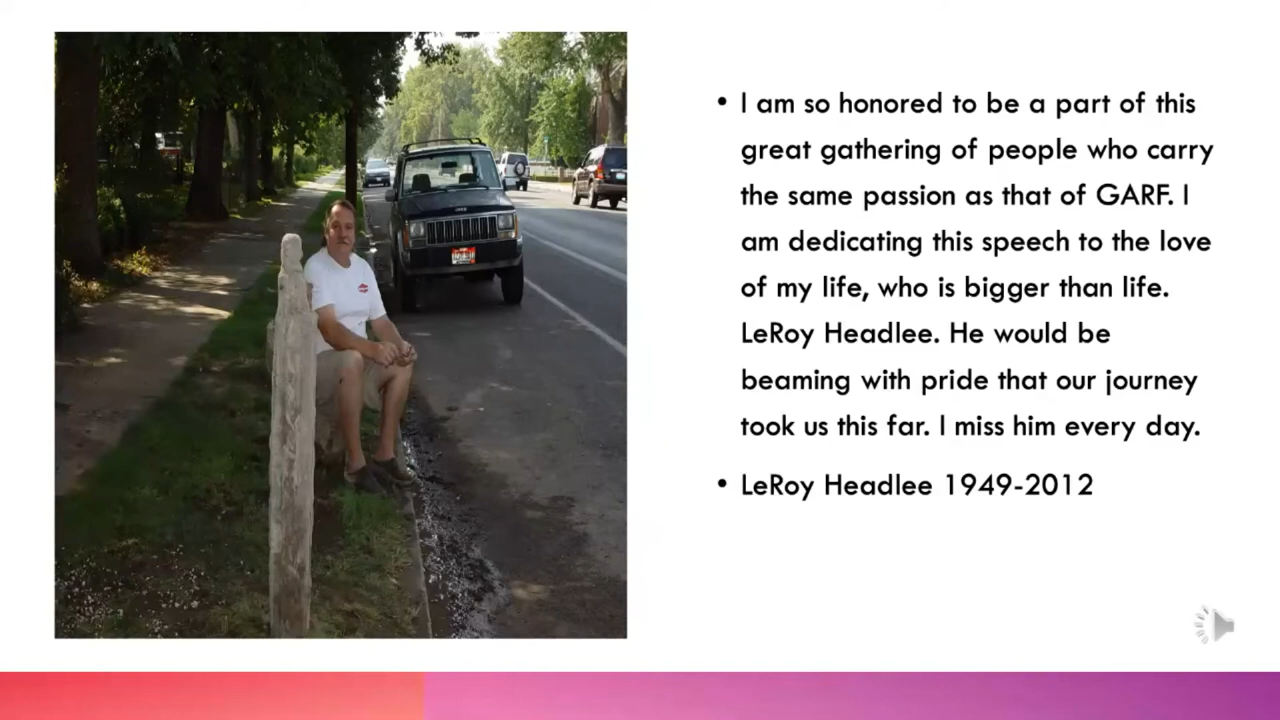 • I am so honored to be a part of this
great gathering of people who carry
the same passion as that of GARF. I
am dedicating this speech to the love
of my life, who is bigger than life.
LeRoy Headlee. He would be
beaming with pride that our journey
took us this far. I miss him every day.
• LeRoy Headlee 1949-2012